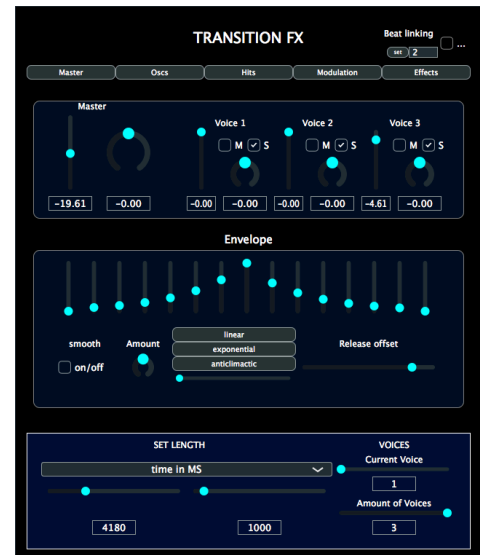 TRANSITION FX
Beat linking
set 2 ...
Master Oscs Hits Modulation Effects
Master
Voice 1 Voice 2 Voice 3
M S M S M S
-19.61 -0.00 -0.00 -0.00 -0.00 -0.00 -4.61 -0.00
Envelope
smooth Amount linear Release offset
exponential
on/off anticlimactic
SET LENGTH VOICES
Current Voice
time in MS
1
Amount of Voices
4180 1000 3